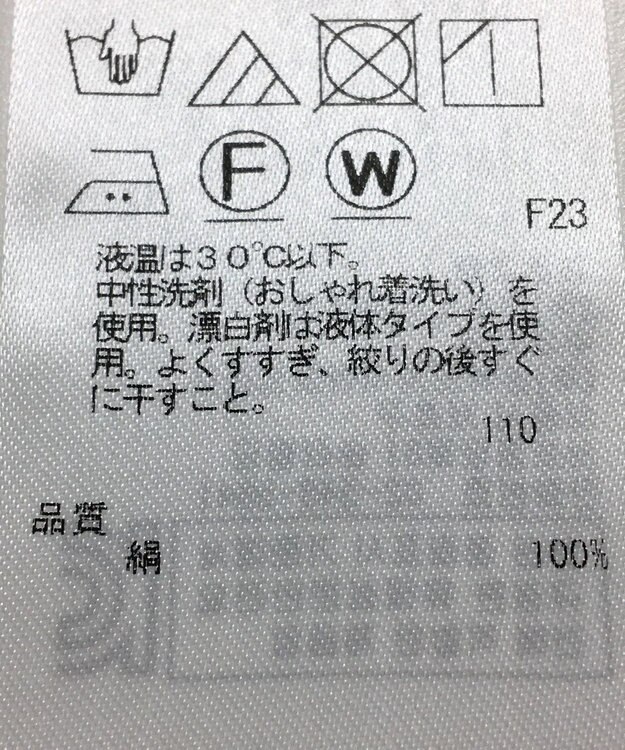 F W
F23
液温は30℃以下。
中性洗剤（おしゃれ着洗い）を
使用。漂白剤は液体タイプを使
用。よくすすぎ、絞りの後すぐ
に干すこと。
110
品質
絹 100%